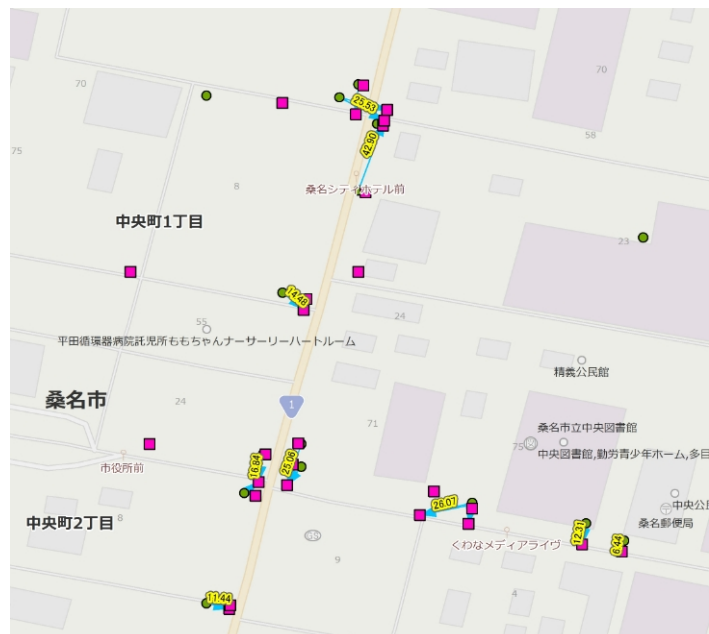 70
70
25.53
75
58
42.90
桑名シティホテル前
8
中央町1丁目
23
14.48
55
24
平田循環器病院託児所ももちゃんナーサーリーハートルーム
精義公民館
桑名市
24
1
71
桑名市立中央図書館
75
中央図書館,勤労青少年ホーム,多目
市役所前
16.84
25.06
26.07
中央公民
桑名郵便局
中央町2丁目
8
12.31
6.44
くわなメディアライヴ
9
4
11.44